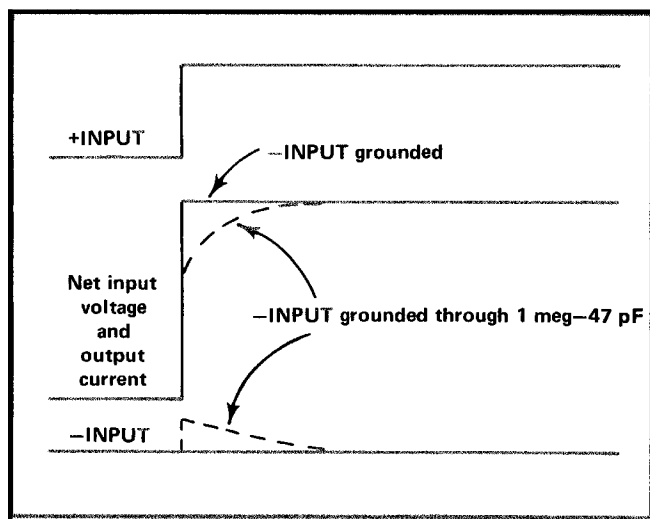 +INPUT
−INPUT grounded
Net input
voltage
and
output
current
−INPUT grounded through 1 meg−47 pF
−INPUT